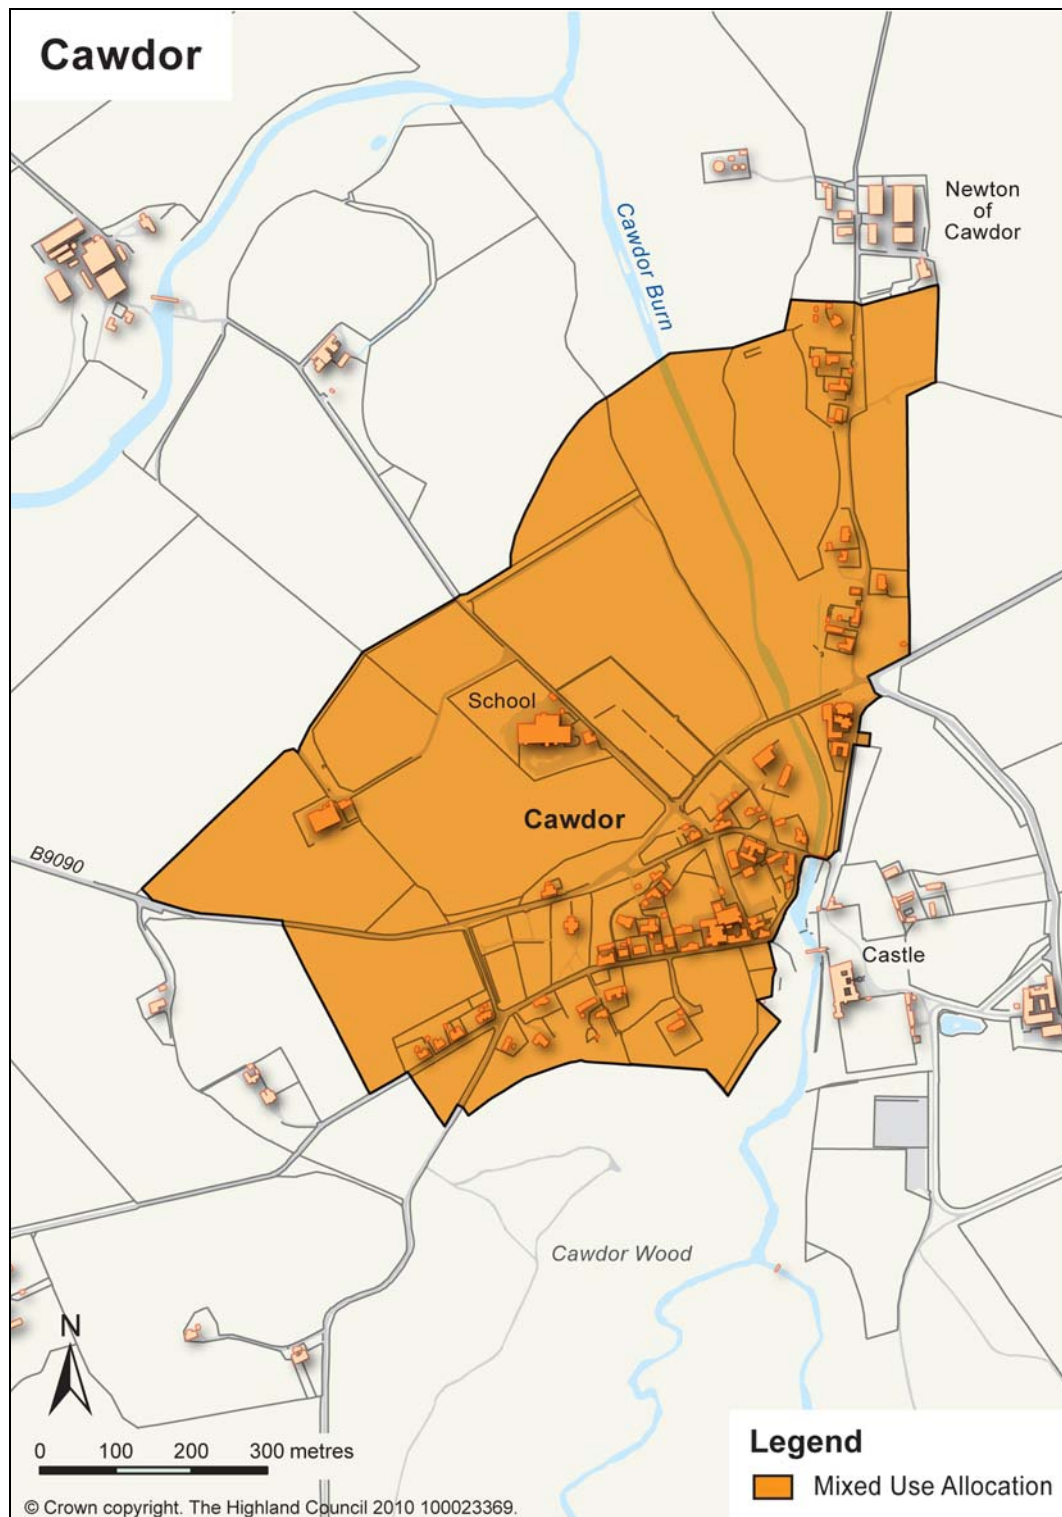 Cawdor
Newton
of
Cawdor
Cawdor Burn
School
Cawdor
B9090
Castle
Cawdor Wood
N
0 100 200 300 metres
Legend
Mixed Use Allocation
© Crown copyright. The Highland Council 2010 100023369.